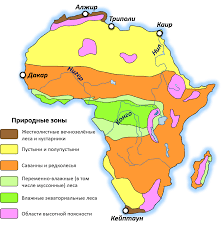 Алжир
Триполи
Каир
Нил
Дакар
Нигер
Конго
Природные зоны
Жестколистные вечнозелёные
леса и кустарники
Пустыни и полупустыни
Саванны и редколесья
Переменно-влажные (в том
числе муссонные) леса
Влажные экваториальные леса
Области высотной поясности
Кейптаун